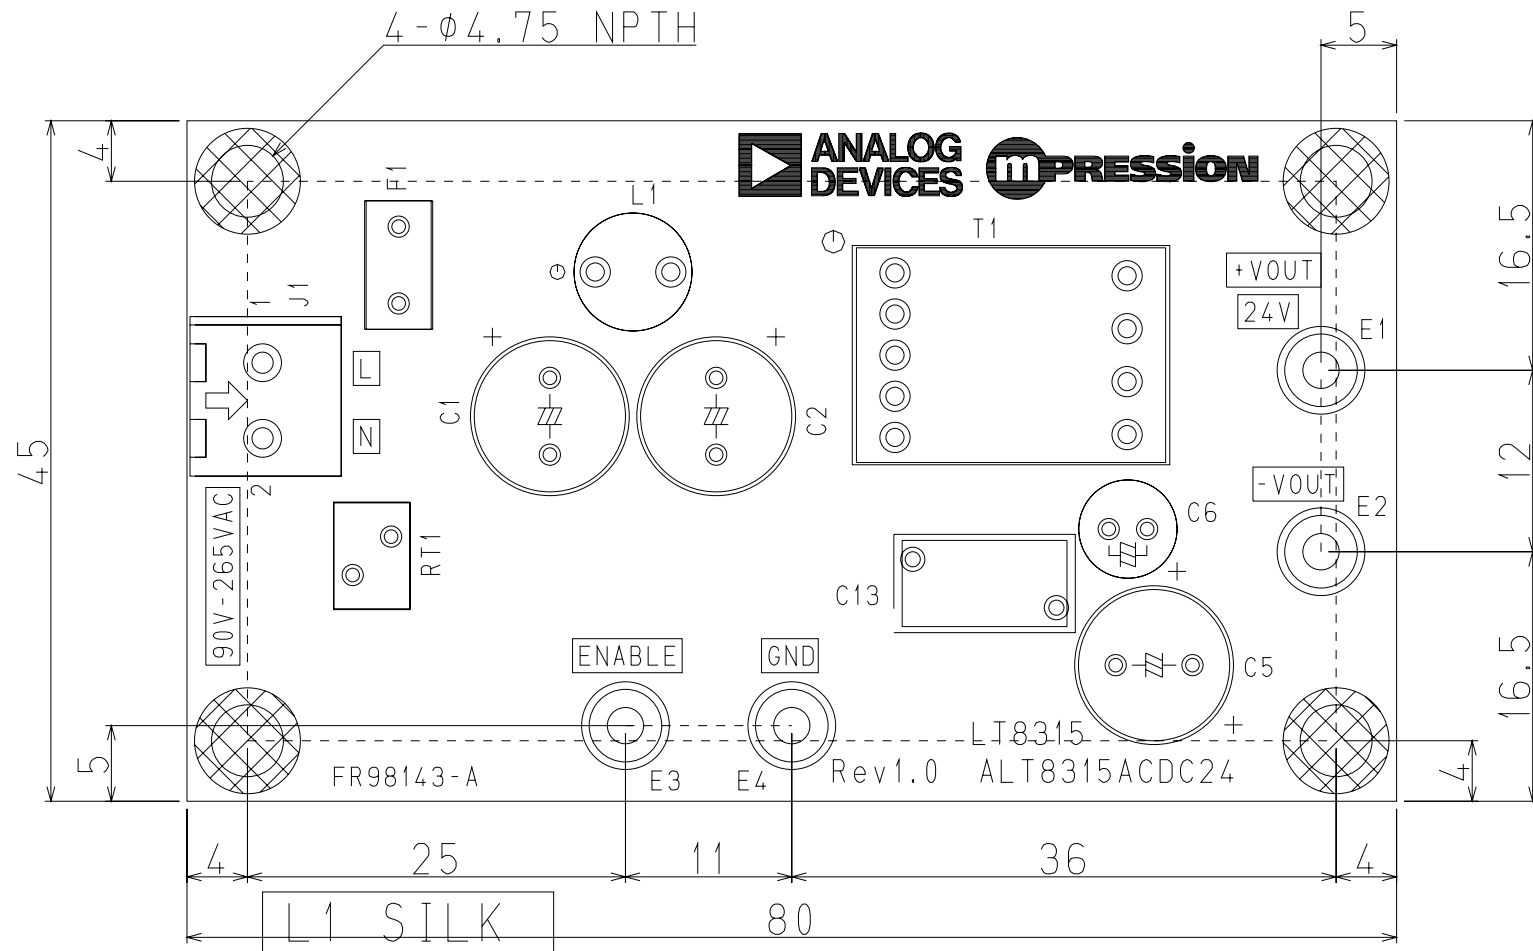 4-φ4.75 NPTH
5
4
ANALOG
DEVICES
mPRESSiON
F1
L1
T1
+VOUT
24V
16.5
1
J1
E1
L
N
C1
C2
45
12
2
-VOUT
E2
90V-265VAC
RT1
C6
C13
ENABLE
GND
C5
16.5
LT8315
5
FR98143-A
E3
E4
Rev1.0 ALT8315ACDC24
4
4
25
11
36
4
L1 SILK
80